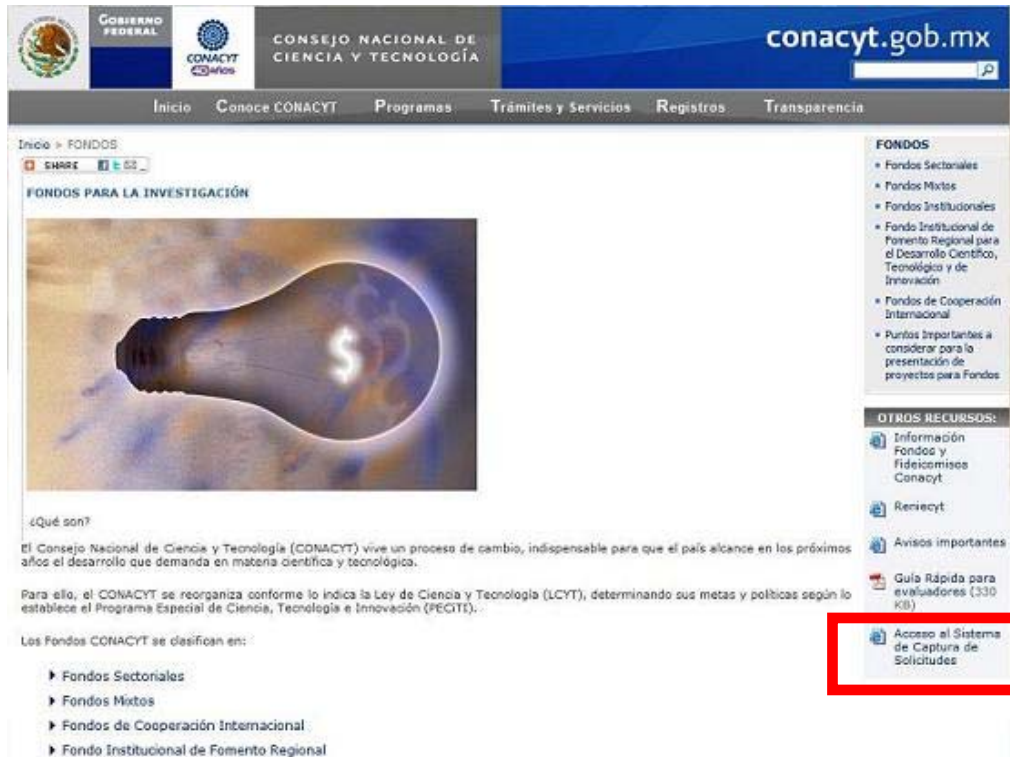 GOBIERNO
FEDERAL
CONACYT
40 años
CONSEJO NACIONAL DE
CIENCIA Y TECNOLOGÍA
conacyt.gob.mx
Inicio Conoce CONACYT Programas Trámites y Servicios Registros Transparencia
Inicio > FONDOS
SHARE
FONDOS PARA LA INVESTIGACIÓN
$
¿Qué son?
El Consejo Nacional de Ciencia y Tecnología (CONACYT) vive un proceso de cambio, indispensable para que el país alcance en los próximos
años el desarrollo que demanda en materia científica y tecnológica.
Para ello, el CONACYT se reorganiza conforme lo indica la Ley de Ciencia y Tecnología (LCYT), determinando sus metas y políticas según lo
establece el Programa Especial de Ciencia, Tecnología e Innovación (PECiTI).
Los Fondos CONACYT se clasifican en:
Fondos Sectoriales
Fondos Mixtos
Fondos de Cooperación Internacional
Fondo Institucional de Fomento Regional
FONDOS
Fondos Sectoriales
Fondos Mixtos
Fondos Institucionales
Fondo Institucional de
Fomento Regional para
el Desarrollo Científico,
Tecnológico y de
Innovación
Fondos de Cooperación
Internacional
Puntos Importantes a
considerar para la
presentación de
proyectos para Fondos
OTROS RECURSOS:
Información
Fondos y
Fideicomisos
Conacyt
Reniecyt
Avisos importantes
Guía Rápida para
evaluadores (330
KB)
Acceso al Sistema
de Captura de
Solicitudes